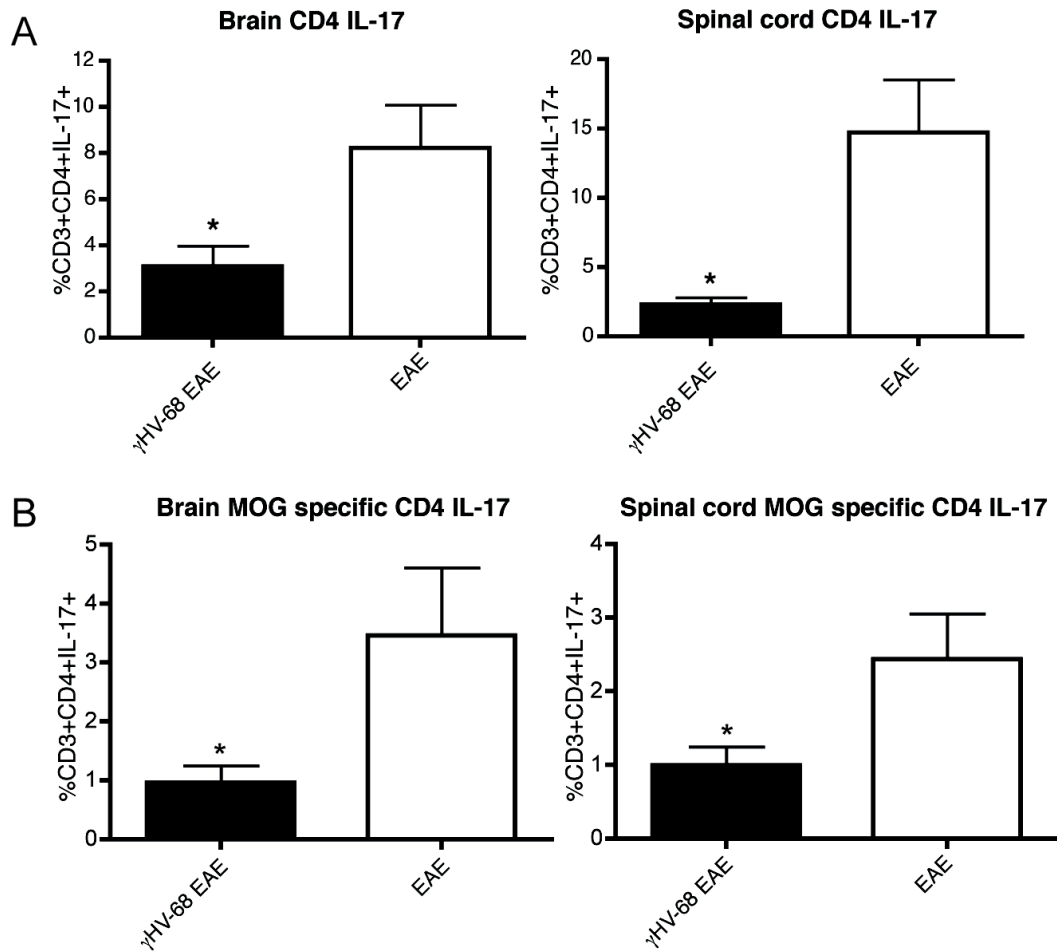 A
Brain CD4 IL-17
%CD3+CD4+IL-17+
12
10
8
6
4
2
0
*
γHV-68 EAE
EAE
Spinal cord CD4 IL-17
%CD3+CD4+IL-17+
20
15
10
5
0
*
γHV-68 EAE
EAE
B
Brain MOG specific CD4 IL-17
%CD3+CD4+IL-17+
5
4
3
2
1
0
*
γHV-68 EAE
EAE
Spinal cord MOG specific CD4 IL-17
%CD3+CD4+IL-17+
4
3
2
1
0
*
γHV-68 EAE
EAE